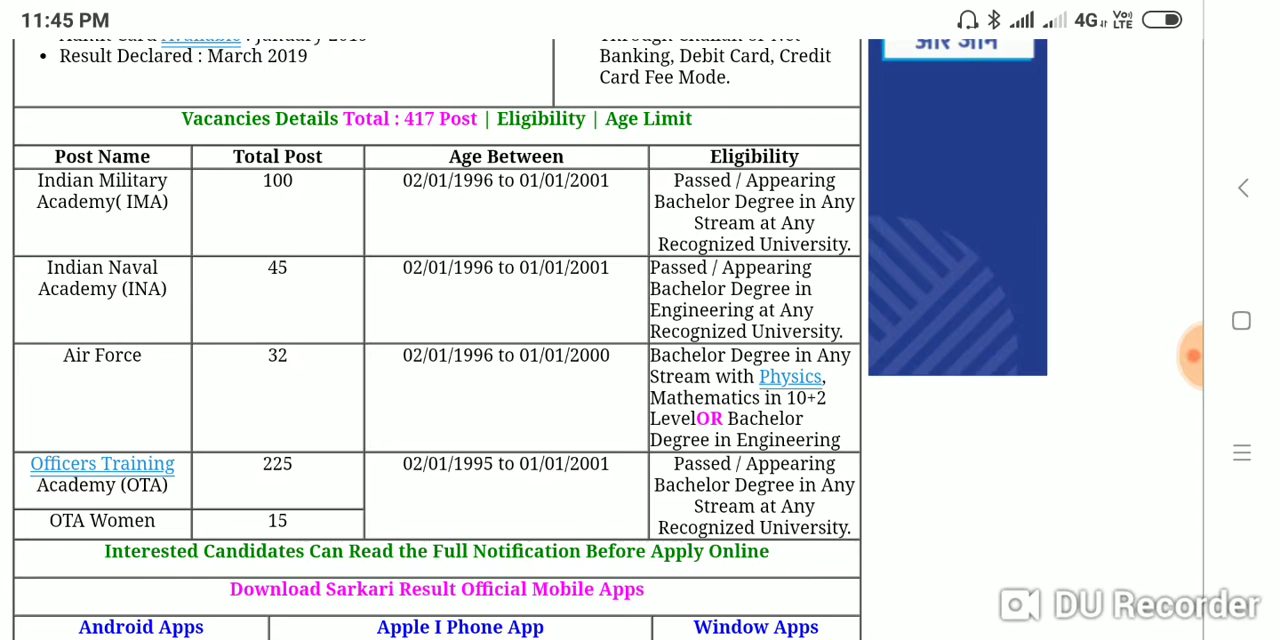 11:45 PM
4G
Vo)
LTE
Result Declared : March 2019
Banking, Debit Card, Credit
Card Fee Mode.
और जाने
Vacancies Details Total : 417 Post | Eligibility | Age Limit
Post Name Total Post Age Between Eligibility
Indian Military
Academy( IMA)
100
02/01/1996 to 01/01/2001
Passed / Appearing
Bachelor Degree in Any
Stream at Any
Recognized University.
Indian Naval
Academy (INA)
45
02/01/1996 to 01/01/2001
Passed / Appearing
Bachelor Degree in
Engineering at Any
Recognized University.
Air Force
32
02/01/1996 to 01/01/2000
Bachelor Degree in Any
Stream with Physics,
Mathematics in 10+2
LevelOR Bachelor
Degree in Engineering
Officers Training
Academy (OTA)
225
02/01/1995 to 01/01/2001
Passed / Appearing
Bachelor Degree in Any
Stream at Any
Recognized University.
OTA Women
15
Interested Candidates Can Read the Full Notification Before Apply Online
Download Sarkari Result Official Mobile Apps
Android Apps Apple I Phone App Window Apps
DU Recorder